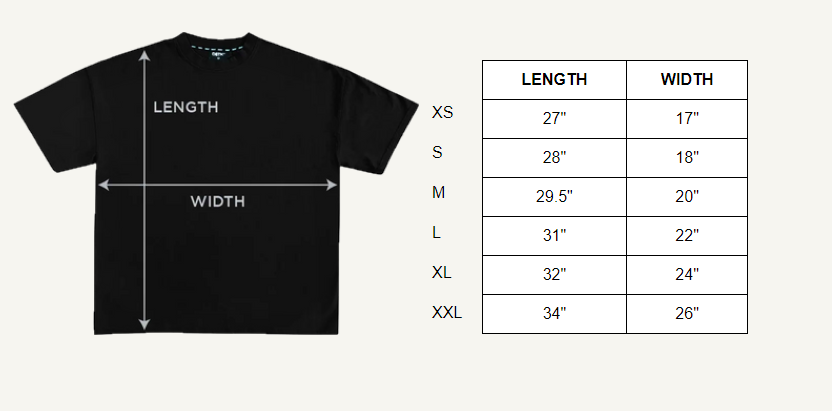 LENGTH
WIDTH
LENGTH WIDTH
XS 27" 17"
S 28" 18"
M 29.5" 20"
L 31" 22"
XL 32" 24"
XXL 34" 26"